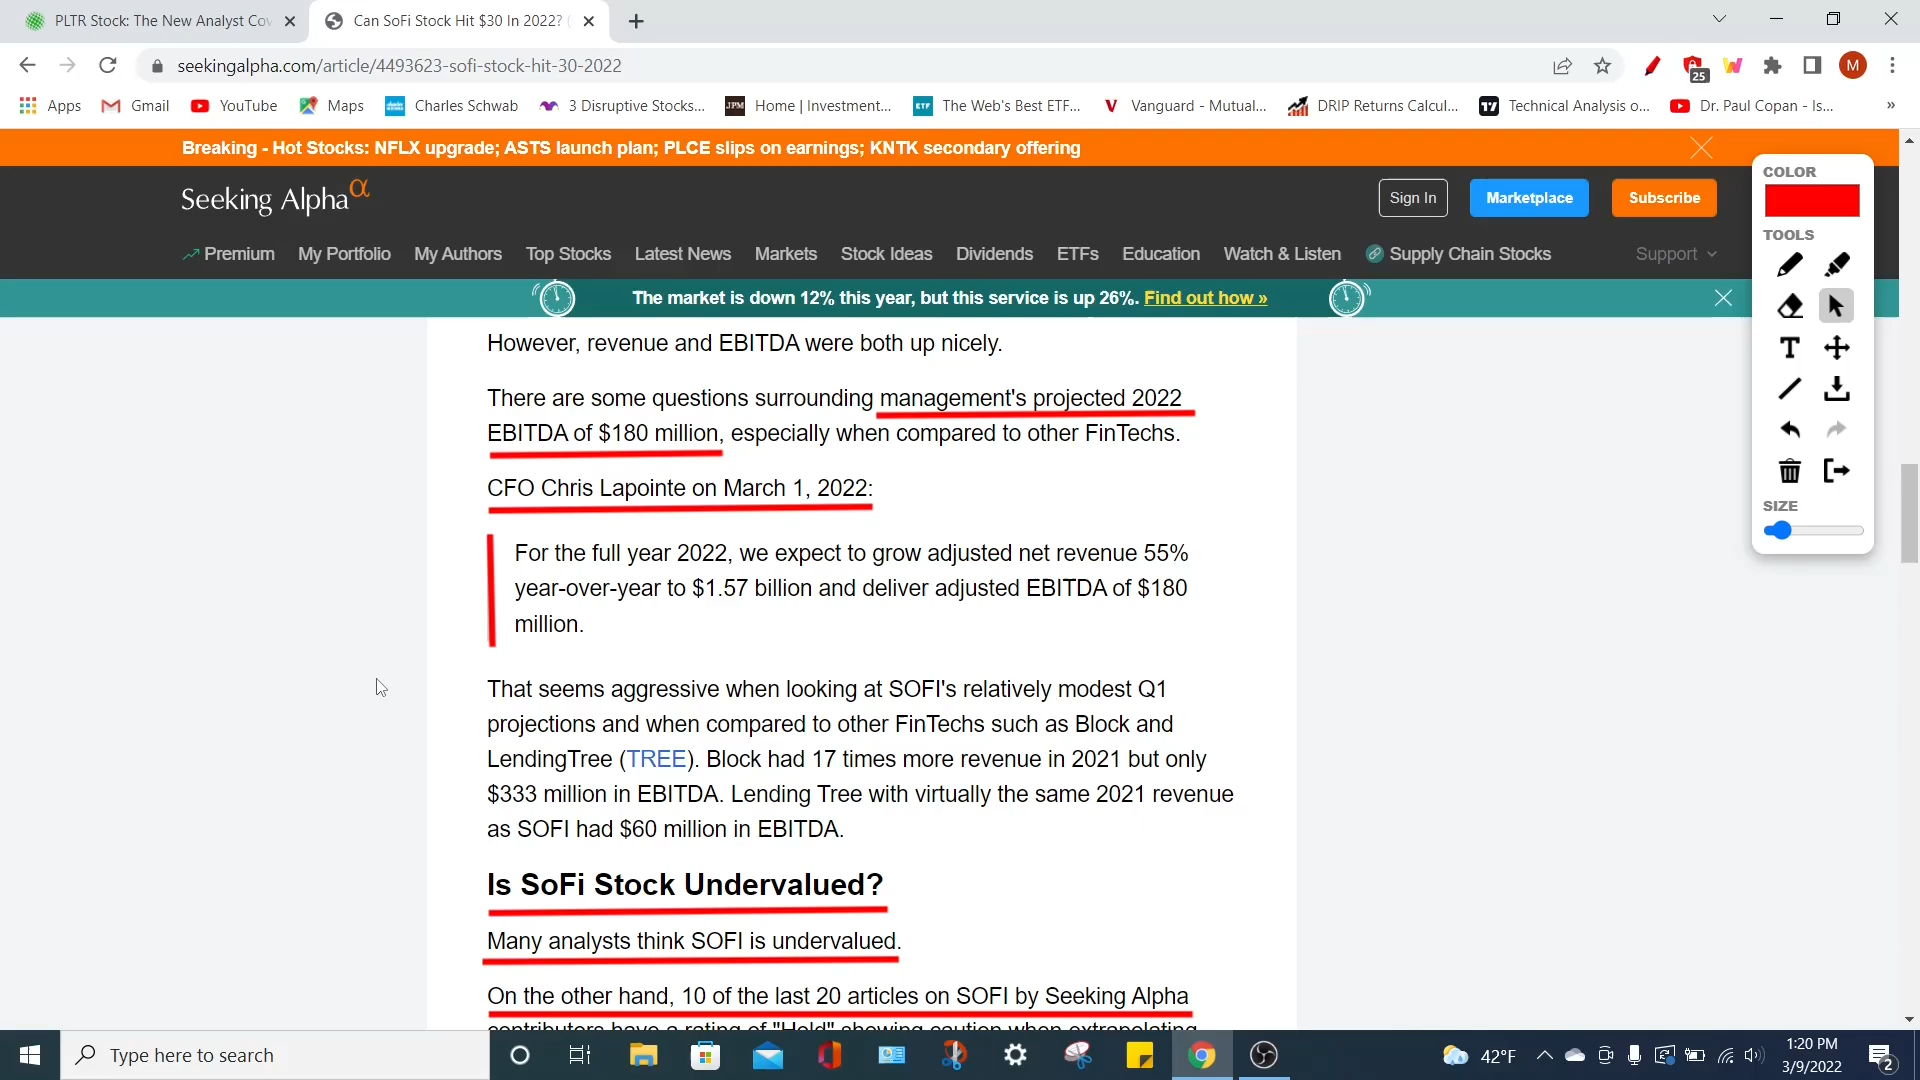 PLTR Stock: The New Analyst Cov
Can SoFi Stock Hit $30 In 2022? (
seekingalpha.com/article/4493623-sofi-stock-hit-30-2022
25
M
Apps
Gmail
YouTube
Maps
Charles Schwab
3 Disruptive Stocks...
JPM
Home | Investment...
ETF
The Web's Best ETF...
Vanguard - Mutual...
DRIP Returns Calcul...
Technical Analysis o...
Dr. Paul Copan - Is...
»
Breaking - Hot Stocks: NFLX upgrade; ASTS launch plan; PLCE slips on earnings; KNTK secondary offering
Seeking Alpha α
Sign In
Marketplace
Subscribe
Premium
My Portfolio
My Authors
Top Stocks
Latest News
Markets
Stock Ideas
Dividends
ETFs
Education
Watch & Listen
Supply Chain Stocks
Support
The market is down 12% this year, but this service is up 26%. Find out how »
COLOR
TOOLS
T
SIZE
However, revenue and EBITDA were both up nicely.
There are some questions surrounding management's projected 2022
EBITDA of $180 million, especially when compared to other FinTechs.
CFO Chris Lapointe on March 1, 2022:
For the full year 2022, we expect to grow adjusted net revenue 55%
year-over-year to $1.57 billion and deliver adjusted EBITDA of $180
million.
That seems aggressive when looking at SOFI's relatively modest Q1
projections and when compared to other FinTechs such as Block and
LendingTree (TREE). Block had 17 times more revenue in 2021 but only
$333 million in EBITDA. Lending Tree with virtually the same 2021 revenue
as SOFI had $60 million in EBITDA.
Is SoFi Stock Undervalued?
Many analysts think SOFI is undervalued.
On the other hand, 10 of the last 20 articles on SOFI by Seeking Alpha
contributors have a rating of "Hold" showing caution when extrapolating
Type here to search
42°F
1:20 PM
3/9/2022
2